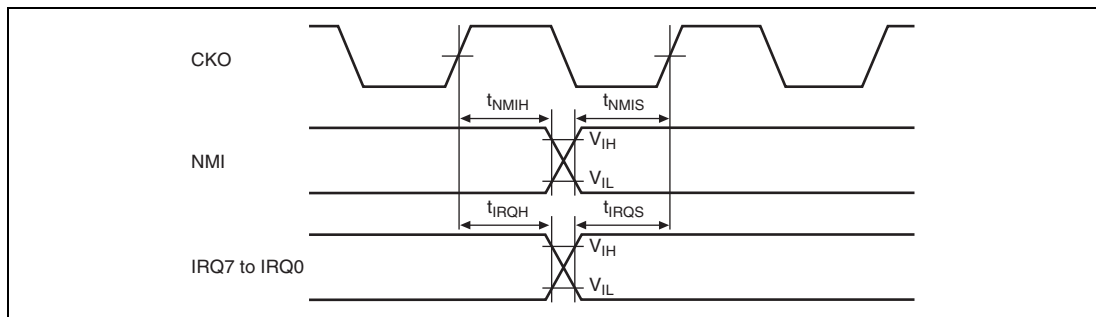 CKO
tNMIH tNMIS
VIH
NMI
VIL
tIRQH tIRQS
VIH
IRQ7 to IRQ0
VIL